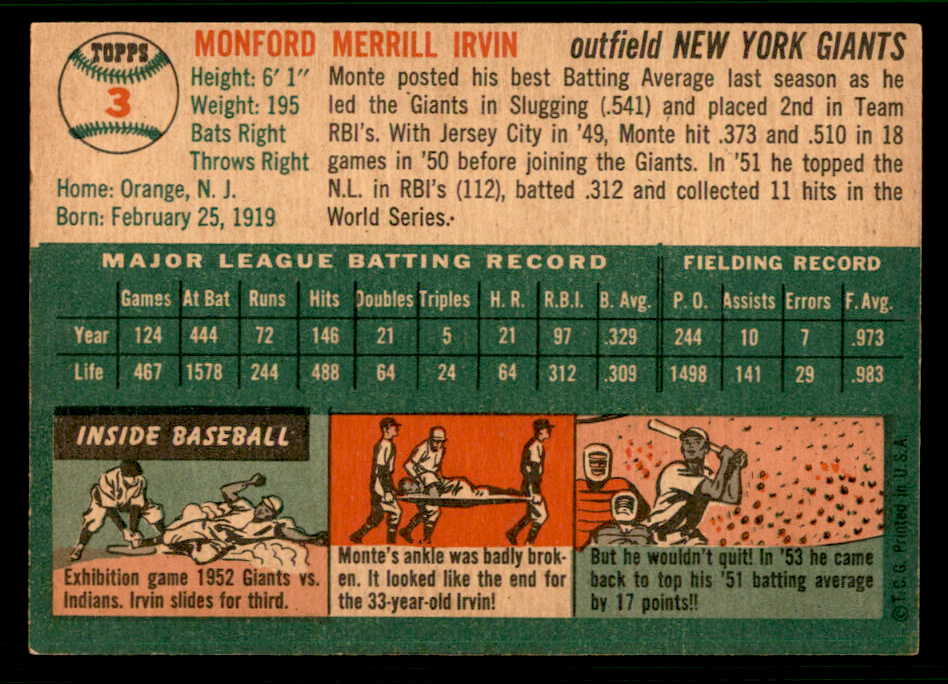 TOPPS
3
MONFORD MERRILL IRVIN outfield NEW YORK GIANTS
Height: 6' 1"
Weight: 195
Bats Right
Throws Right
Home: Orange, N. J.
Born: February 25, 1919
Monte posted his best Batting Average last season as he
led the Giants in Slugging (.541) and placed 2nd in Team
RBI's. With Jersey City in '49, Monte hit .373 and .510 in 18
games in '50 before joining the Giants. In '51 he topped the
N.L. in RBI's (112), batted .312 and collected 11 hits in the
World Series.
MAJOR LEAGUE BATTING RECORD FIELDING RECORD
Games At Bat Runs Hits Doubles Triples H. R. R.B.I. B. Avg. P. O. Assists Errors F. Avg.
Year 124 444 72 146 21 5 21 97 .329 244 10 7 .973
Life 467 1578 244 488 64 24 64 312 .309 1498 141 29 .983
INSIDE BASEBALL
Exhibition game 1952 Giants vs.
Indians. Irvin slides for third.
Monte's ankle was badly brok-
en. It looked like the end for
the 33-year-old Irvin!
But he wouldn't quit! In '53 he came
back to top his '51 batting average
by 17 points!!
© T.C.G. Printed in U.S.A.